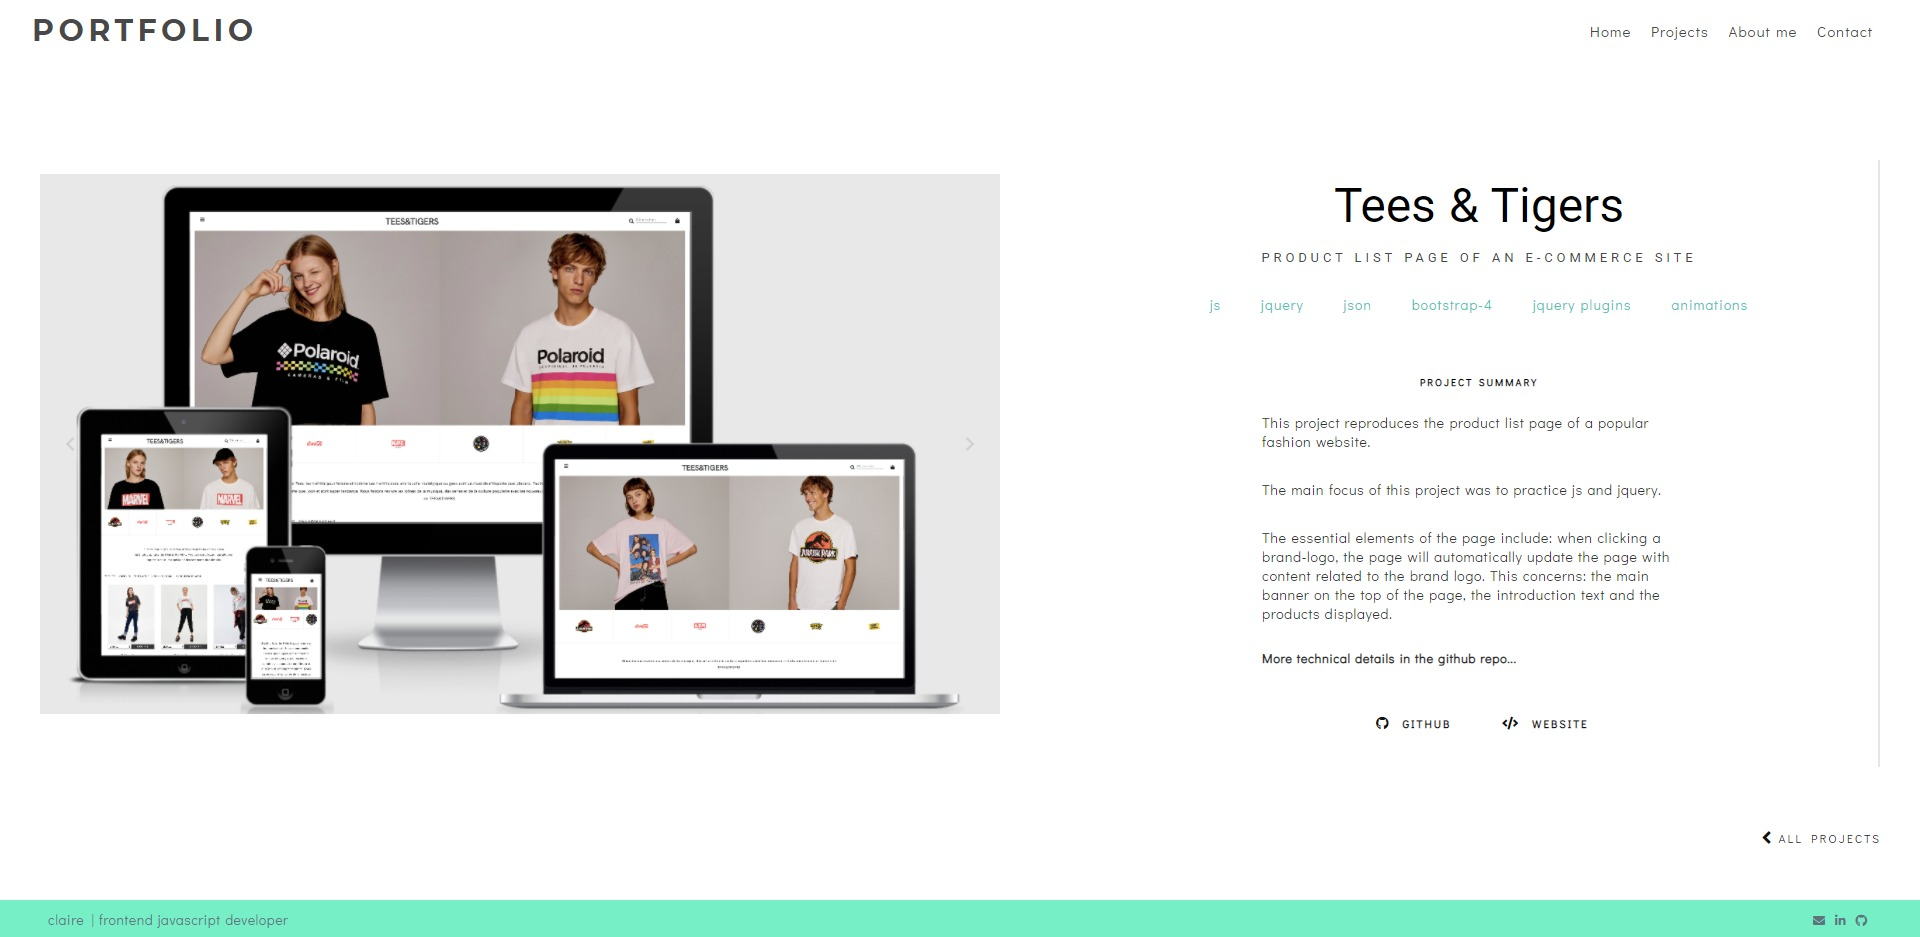 PORTFOLIO
Home Projects About me Contact
TEES&TIGERS
Polaroid
CAMERAS & FILM
Polaroid
TEES&TIGERS
MARVEL
MARVEL
TEES&TIGERS
TEES&TIGERS
JURASSIC PARK
Tees & Tigers
PRODUCT LIST PAGE OF AN E-COMMERCE SITE
js jquery json bootstrap-4 jquery plugins animations
PROJECT SUMMARY
This project reproduces the product list page of a popular
fashion website.
The main focus of this project was to practice js and jquery.
The essential elements of the page include: when clicking a
brand-logo, the page will automatically update the page with
content related to the brand logo. This concerns: the main
banner on the top of the page, the introduction text and the
products displayed.
More technical details in the github repo...
GITHUB WEBSITE
ALL PROJECTS
claire | frontend javascript developer